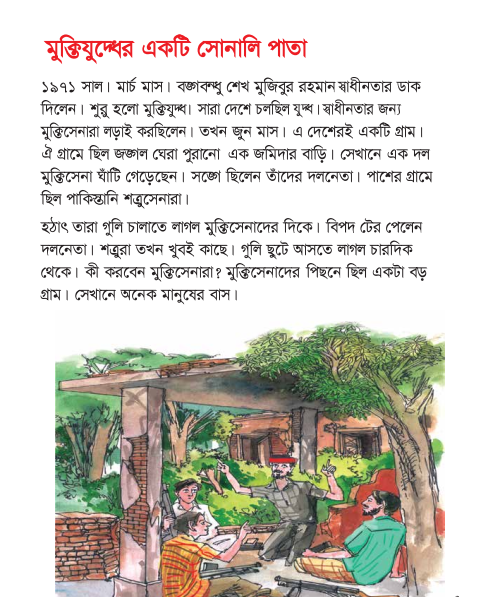 মুক্তিযুদ্ধের একটি সোনালি পাতা
১৯৭১ সাল। মার্চ মাস। বঙ্গবন্ধু শেখ মুজিবুর রহমান স্বাধীনতার ডাক
দিলেন। শুরু হলো মুক্তিযুদ্ধ। সারা দেশে চলছিল যুদ্ধ। স্বাধীনতার জন্য
মুক্তিসেনারা লড়াই করছিলেন। তখন জুন মাস। এ দেশেরই একটি গ্রাম।
ঐ গ্রামে ছিল জঙ্গল ঘেরা পুরানো এক জমিদার বাড়ি। সেখানে এক দল
মুক্তিসেনা ঘাঁটি গেড়েছেন। সঙ্গে ছিলেন তাঁদের দলনেতা। পাশের গ্রামে
ছিল পাকিস্তানি শত্রুসেনারা।
হঠাৎ তারা গুলি চালাতে লাগল মুক্তিসেনাদের দিকে। বিপদ টের পেলেন
দলনেতা। শত্রুরা তখন খুবই কাছে। গুলি ছুটে আসতে লাগল চারদিক
থেকে। কী করবেন মুক্তিসেনারা? মুক্তিসেনাদের পিছনে ছিল একটা বড়
গ্রাম। সেখানে অনেক মানুষের বাস।